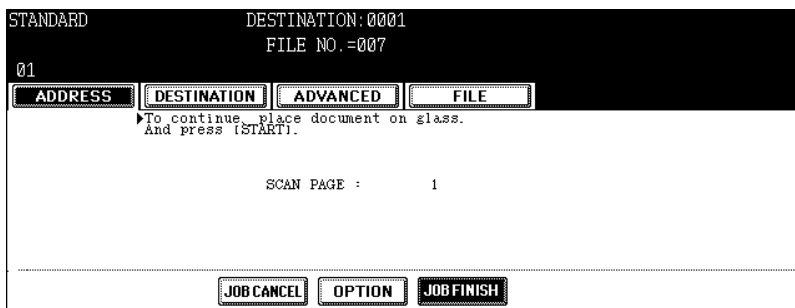 STANDARD DESTINATION:0001
FILE NO.=007
01
ADDRESS DESTINATION ADVANCED FILE
To continue, place document on glass.
And press [START].
SCAN PAGE : 1
JOB CANCEL OPTION JOB FINISH